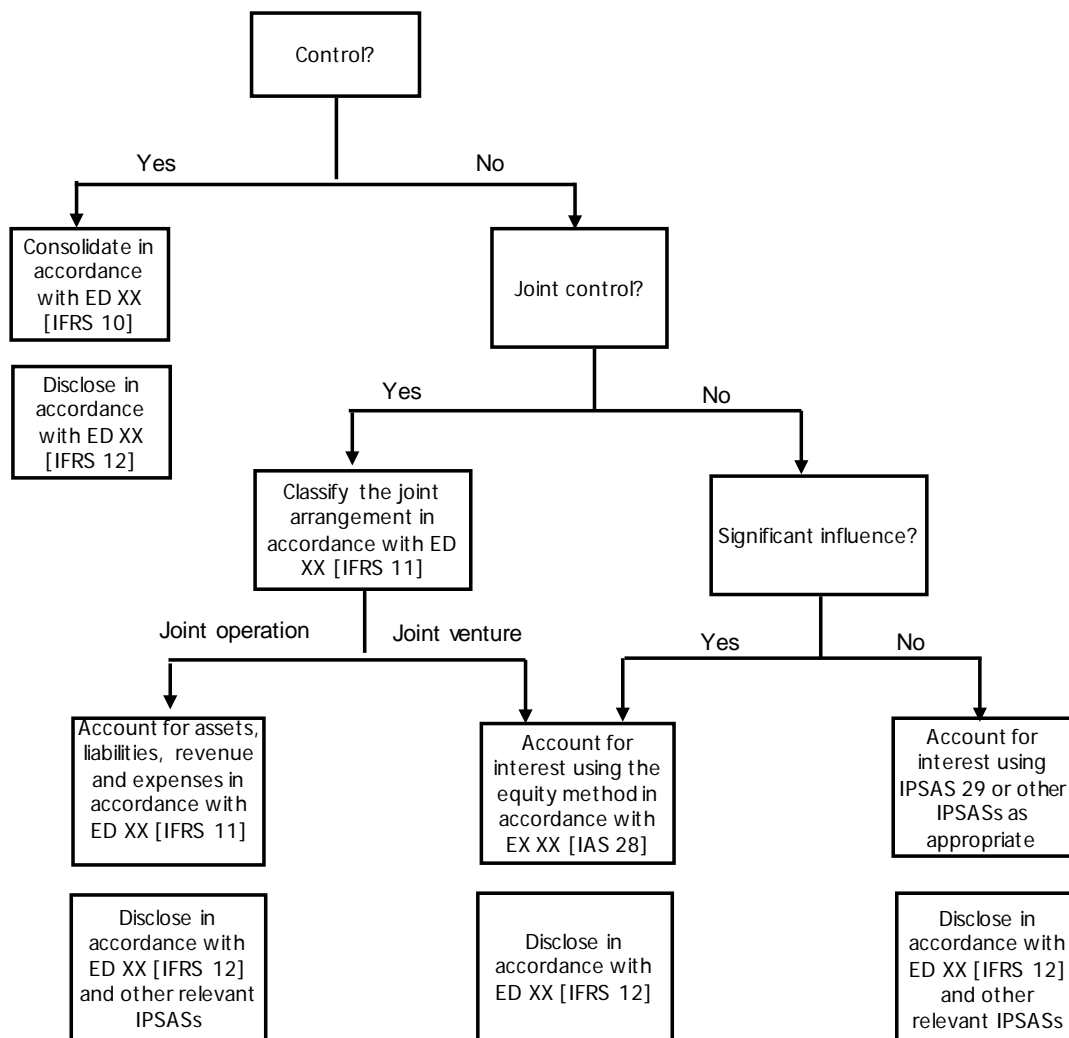 Control?
Yes
No
Consolidate in
accordance
with ED XX
[IFRS 10]
Joint control?
Disclose in
accordance
with ED XX
[IFRS 12]
Yes
No
Classify the joint
arrangement in
accordance with ED
XX [IFRS 11]
Significant influence?
Joint operation
Joint venture
Yes
No
Account for assets,
liabilities, revenue
and expenses in
accordance with
ED XX [IFRS 11]
Account for
interest using the
equity method in
accordance with
EX XX [IAS 28]
Account for
interest using
IPSAS 29 or other
IPSASs as
appropriate
Disclose in
accordance with
ED XX [IFRS 12]
and other relevant
IPSASs
Disclose in
accordance with
ED XX [IFRS 12]
Disclose in
accordance with
ED XX [IFRS 12]
and other
relevant IPSASs